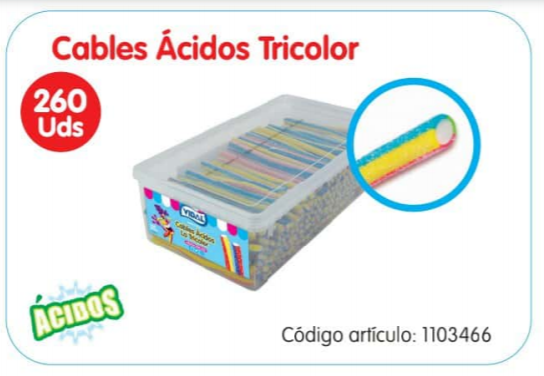 Cables Ácidos Tricolor
260
Uds
VIDAL
Cables Ácidos
Tricolor
ÁCIDOS
Código artículo: 1103466